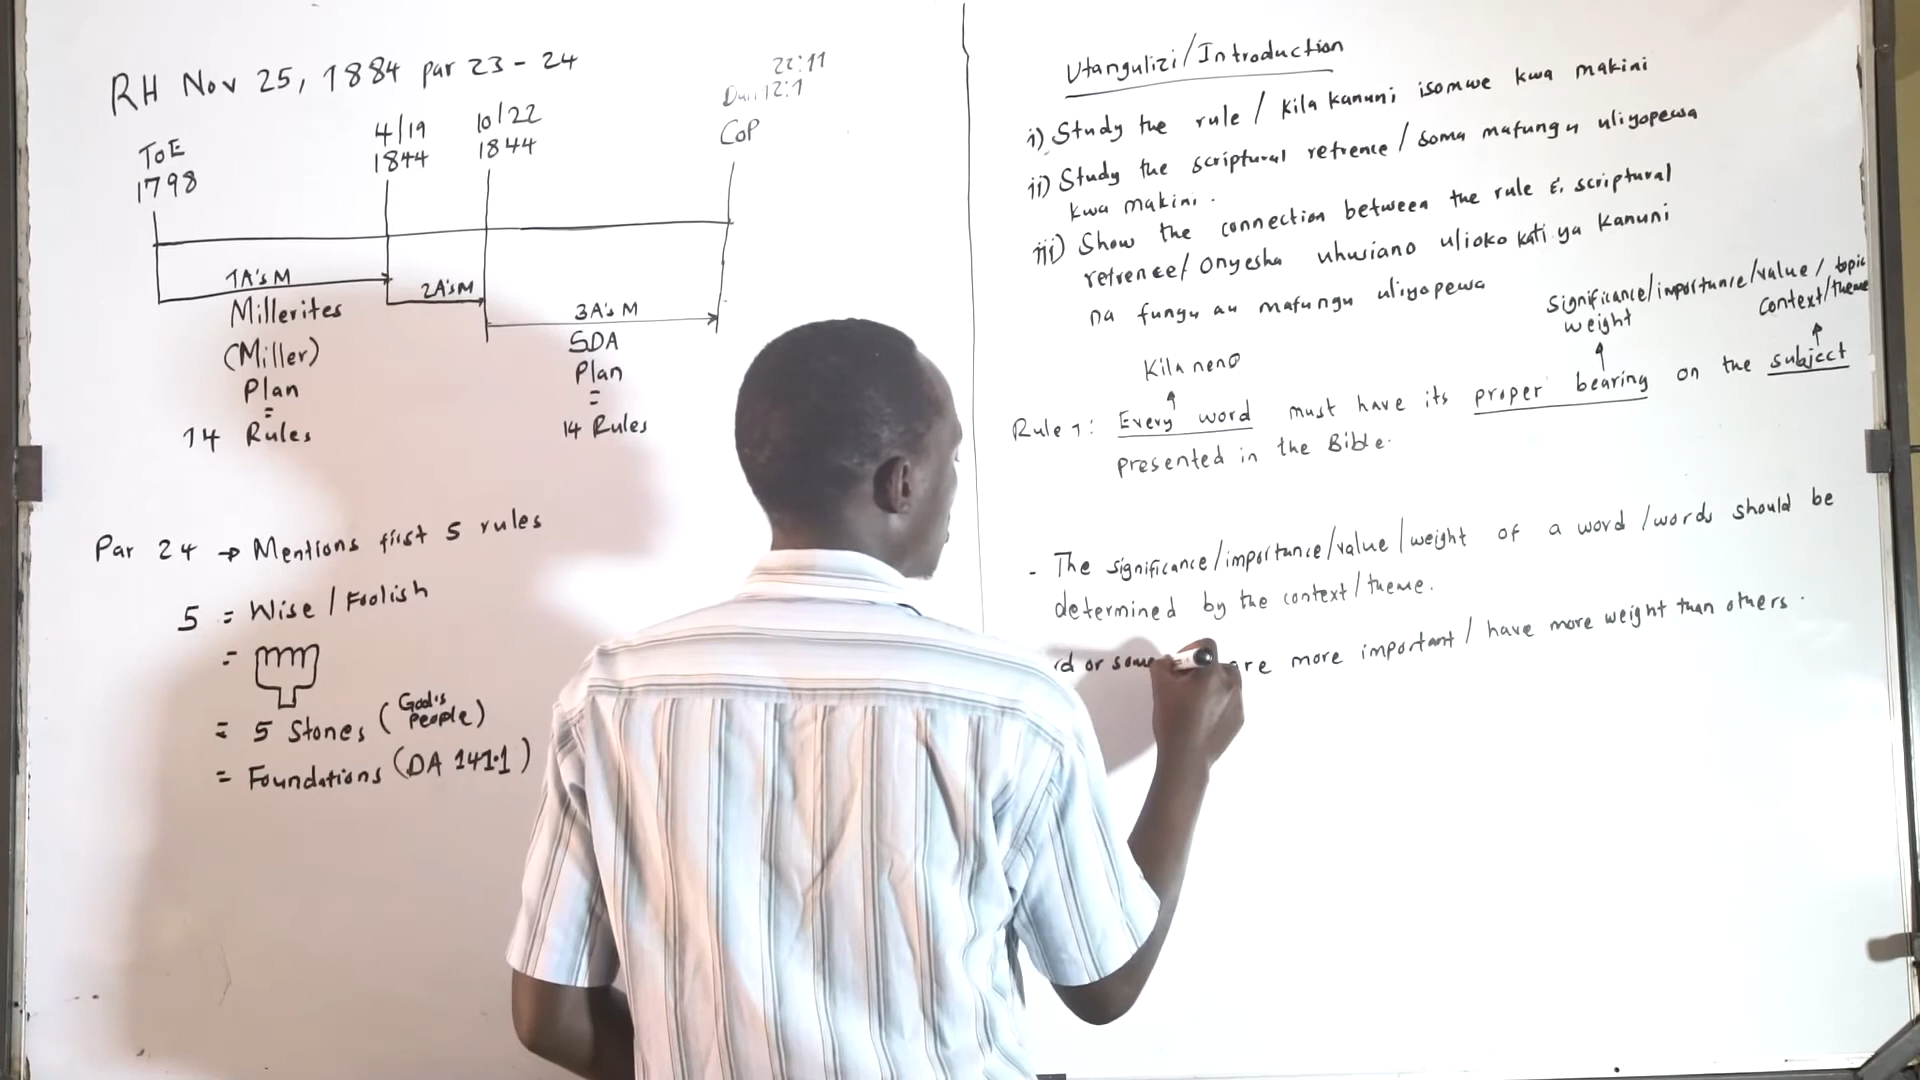 RH Nov 25, 1884 par 23 - 24
22:11
Dan 12:1
ToE
1798
4/19
1844
10/22
1844
CoP
1A's M
2A's M
3A's M
Millerites
(Miller)
Plan
=
14 Rules
SDA
Plan
=
14 Rules
Par 24 → Mentions first 5 rules
5 = Wise / Foolish
=
= 5 Stones (God's People)
= Foundations (DA 141.1)
Utangulizi/Introduction
i) Study the rule / kila kanuni isomwe kwa makini
ii) Study the scriptural refrence / soma mafungu uliyopewa
kwa makini.
iii) Show the connection between the rule & scriptural
refrence/ onyesha uhusiano ulioko kati ya kanuni
na fungu au mafungu uliyopewa
Significance/importance/value/
weight
topic
context/theme
Kila neno
Rule 1: Every word must have its proper bearing on the subject
presented in the Bible.
- The significance/importance/value/weight of a word /words should be
determined by the context/theme.
or some are more important / have more weight than others.